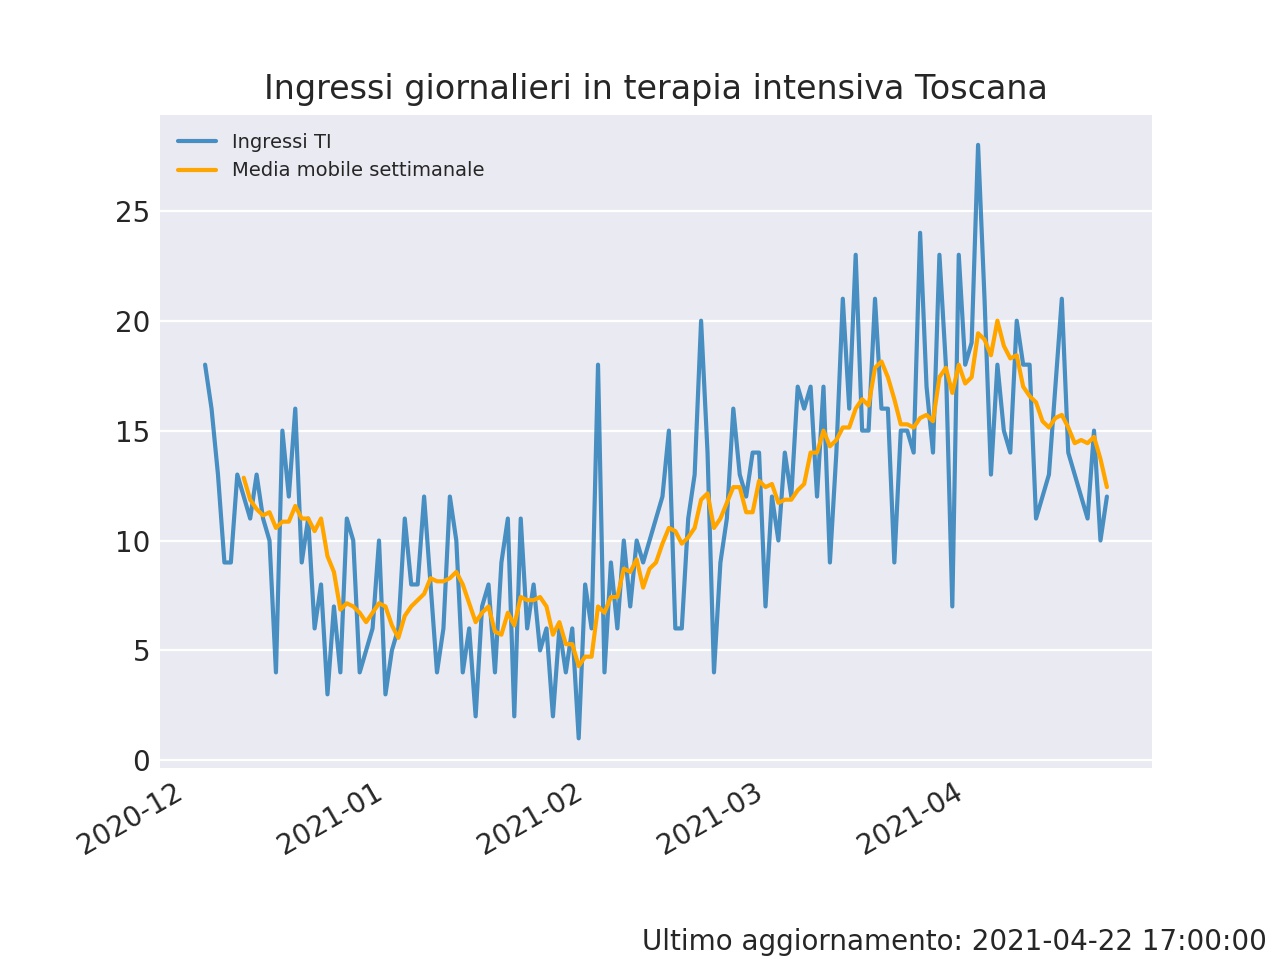 Ingressi giornalieri in terapia intensiva Toscana
Ingressi TI
Media mobile settimanale
25
20
15
10
5
0
2020-12
2021-01
2021-02
2021-03
2021-04
Ultimo aggiornamento: 2021-04-22 17:00:00